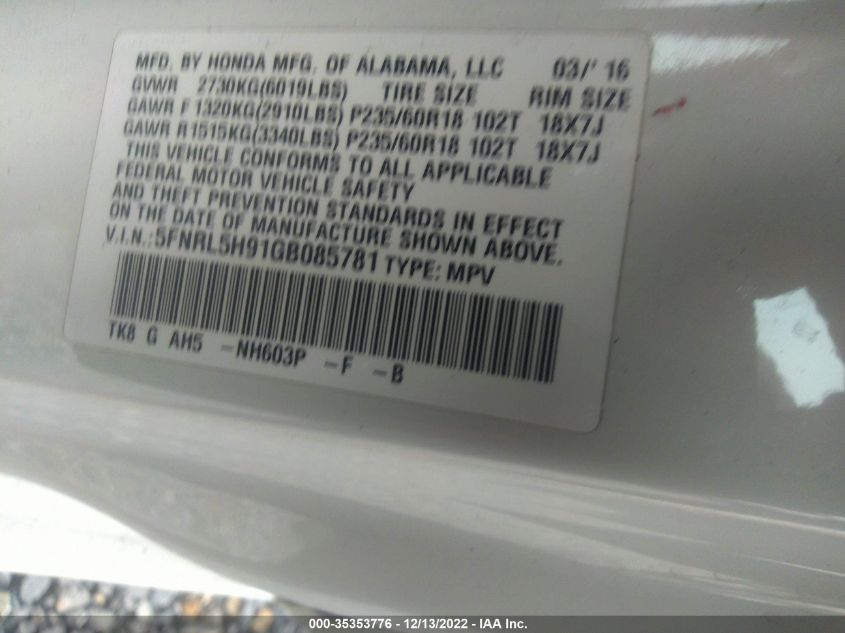 MFD. BY HONDA MFG. OF ALABAMA, LLC 03/' 16
GVWR 2730KG(6019LBS) TIRE SIZE RIM SIZE
GAWR F1320KG(2910LBS) P235/60R18 102T 18X7J
GAWR R1515KG(3340LBS) P235/60R18 102T 18X7J
THIS VEHICLE CONFORMS TO ALL APPLICABLE
FEDERAL MOTOR VEHICLE SAFETY
AND THEFT PREVENTION STANDARDS IN EFFECT
ON THE DATE OF MANUFACTURE SHOWN ABOVE.
V.I.N.:5FNRL5H91GB085781 TYPE: MPV
TK8 G AH5 -NH603P -F -B
000-35353776 - 12/13/2022 - IAA Inc.